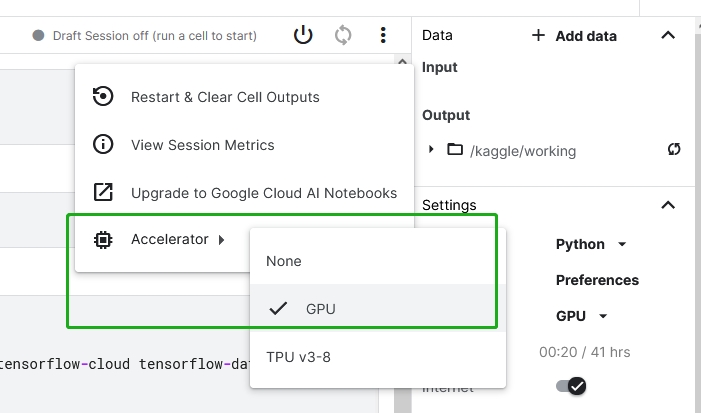 Draft Session off (run a cell to start)
Data
Add data
Input
Output
/kaggle/working
Settings
Python
Preferences
GPU
00:20 / 41 hrs
Internet
Restart & Clear Cell Outputs
View Session Metrics
Upgrade to Google Cloud AI Notebooks
Accelerator
None
GPU
TPU v3-8
tensorflow-cloud tensorflow-da